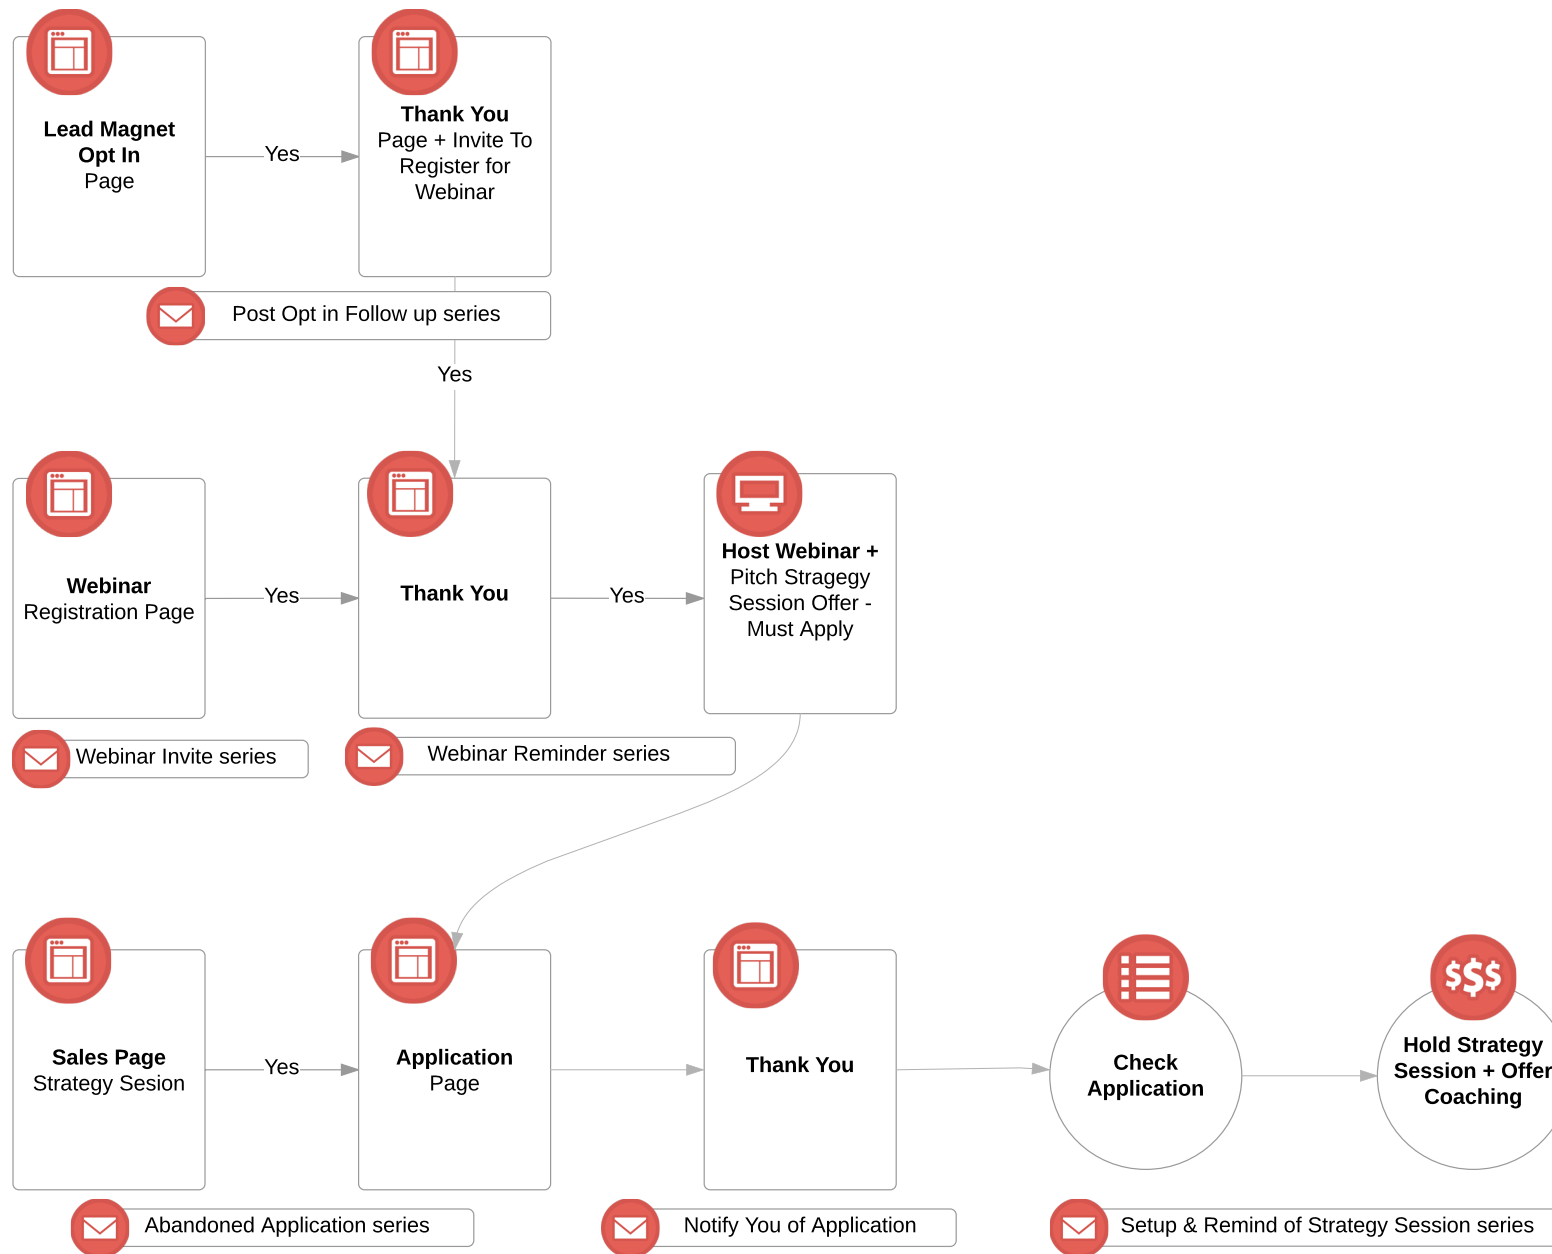 Lead Magnet
Opt In
Page
Yes
Thank You
Page + Invite To
Register for
Webinar
Post Opt in Follow up series
Yes
Webinar
Registration Page
Yes
Thank You
Yes
Host Webinar +
Pitch Stragegy
Session Offer -
Must Apply
Webinar Invite series
Webinar Reminder series
Sales Page
Strategy Sesion
Yes
Application
Page
Thank You
Check
Application
$$$
Hold Strategy
Session + Offer
Coaching
Abandoned Application series
Notify You of Application
Setup & Remind of Strategy Session series